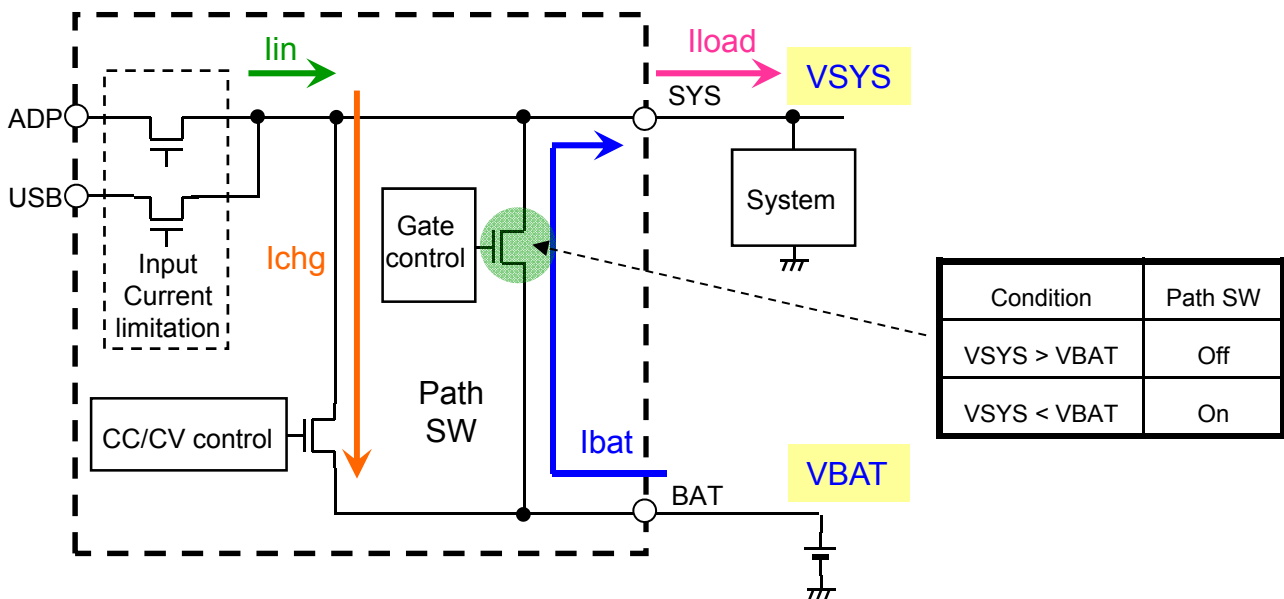 Iin
Iload
VSYS
SYS
ADP
USB
Input
Current
limitation
Ichg
Gate
control
System
Condition Path SW
VSYS > VBAT Off
VSYS < VBAT On
Path
SW
CC/CV control
Ibat
VBAT
BAT